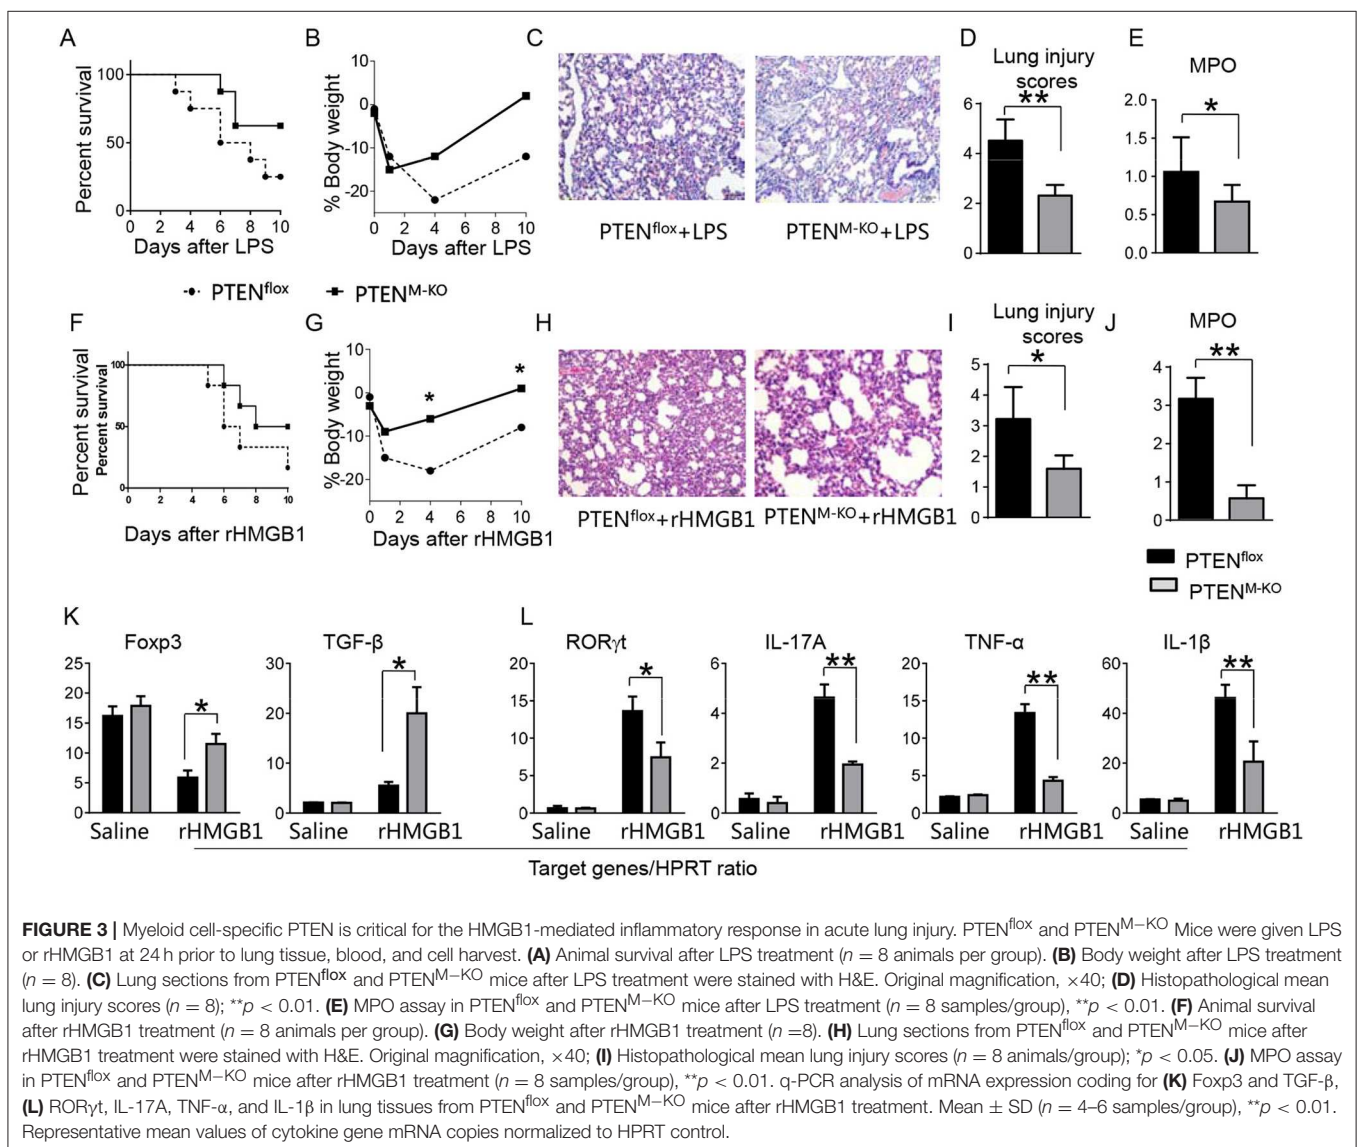 A
Percent survival
100
50
0
0 2 4 6 8 10
Days after LPS
B
% Body weight
10
0
-10
-20
0 2 4 6 8 10
Days after LPS
C
PTENflox+LPS
PTENM-KO+LPS
D
Lung injury
scores
**
6
4
2
0
E
MPO
*
2.0
1.5
1.0
0.5
0.0
PTENflox
PTENM-KO
F
Percent survival
Percent survival
100
50
0
0 2 4 6 8 10
Days after rHMGB1
G
% Body weight
10
0
-10
-20
*
*
0 2 4 6 8 10
Days after rHMGB1
H
PTENflox+rHMGB1
PTENM-KO+rHMGB1
I
Lung injury
scores
*
5
4
3
2
1
0
J
MPO
**
4
3
2
1
0
PTENflox
PTENM-KO
K
Foxp3
25
20
15
10
5
0
*
Saline rHMGB1
TGF-β
30
20
10
0
*
Saline rHMGB1
L
RORγt
20
15
10
5
0
*
Saline rHMGB1
IL-17A
6
4
2
0
**
Saline rHMGB1
TNF-α
20
15
10
5
0
**
Saline rHMGB1
IL-1β
60
40
20
0
**
Saline rHMGB1
Target genes/HPRT ratio
FIGURE 3 | Myeloid cell-specific PTEN is critical for the HMGB1-mediated inflammatory response in acute lung injury. PTENflox and PTENM−KO Mice were given LPS
or rHMGB1 at 24 h prior to lung tissue, blood, and cell harvest. (A) Animal survival after LPS treatment (n = 8 animals per group). (B) Body weight after LPS treatment
(n = 8). (C) Lung sections from PTENflox and PTENM−KO mice after LPS treatment were stained with H&E. Original magnification, ×40; (D) Histopathological mean
lung injury scores (n = 8); **p < 0.01. (E) MPO assay in PTENflox and PTENM−KO mice after LPS treatment (n = 8 samples/group), **p < 0.01. (F) Animal survival
after rHMGB1 treatment (n = 8 animals per group). (G) Body weight after rHMGB1 treatment (n =8). (H) Lung sections from PTENflox and PTENM−KO mice after
rHMGB1 treatment were stained with H&E. Original magnification, ×40; (I) Histopathological mean lung injury scores (n = 8 animals/group); *p < 0.05. (J) MPO assay
in PTENflox and PTENM−KO mice after rHMGB1 treatment (n = 8 samples/group), **p < 0.01. q-PCR analysis of mRNA expression coding for (K) Foxp3 and TGF-β,
(L) RORγt, IL-17A, TNF-α, and IL-1β in lung tissues from PTENflox and PTENM−KO mice after rHMGB1 treatment. Mean ± SD (n = 4–6 samples/group), **p < 0.01.
Representative mean values of cytokine gene mRNA copies normalized to HPRT control.